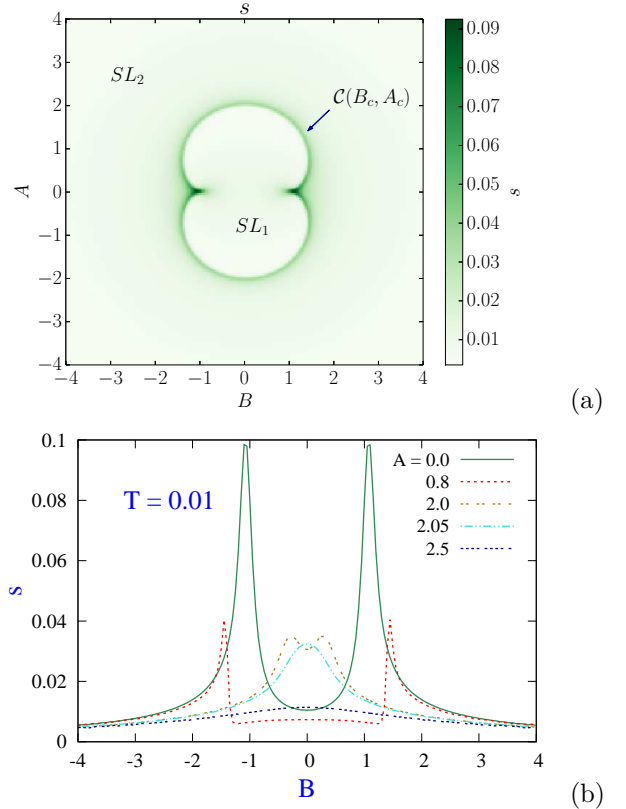 s
4
3
2
1
0
−1
−2
−3
−4
A
SL₂
C(B_c, A_c)
SL₁
−4 −3 −2 −1 0 1 2 3 4
B
0.09
0.08
0.07
0.06
0.05
0.04
0.03
0.02
0.01
s
(a)
0.1
0.08
0.06
0.04
0.02
0
s
T = 0.01
A = 0.0
0.8
2.0
2.05
2.5
-4 -3 -2 -1 0 1 2 3 4
B
(b)